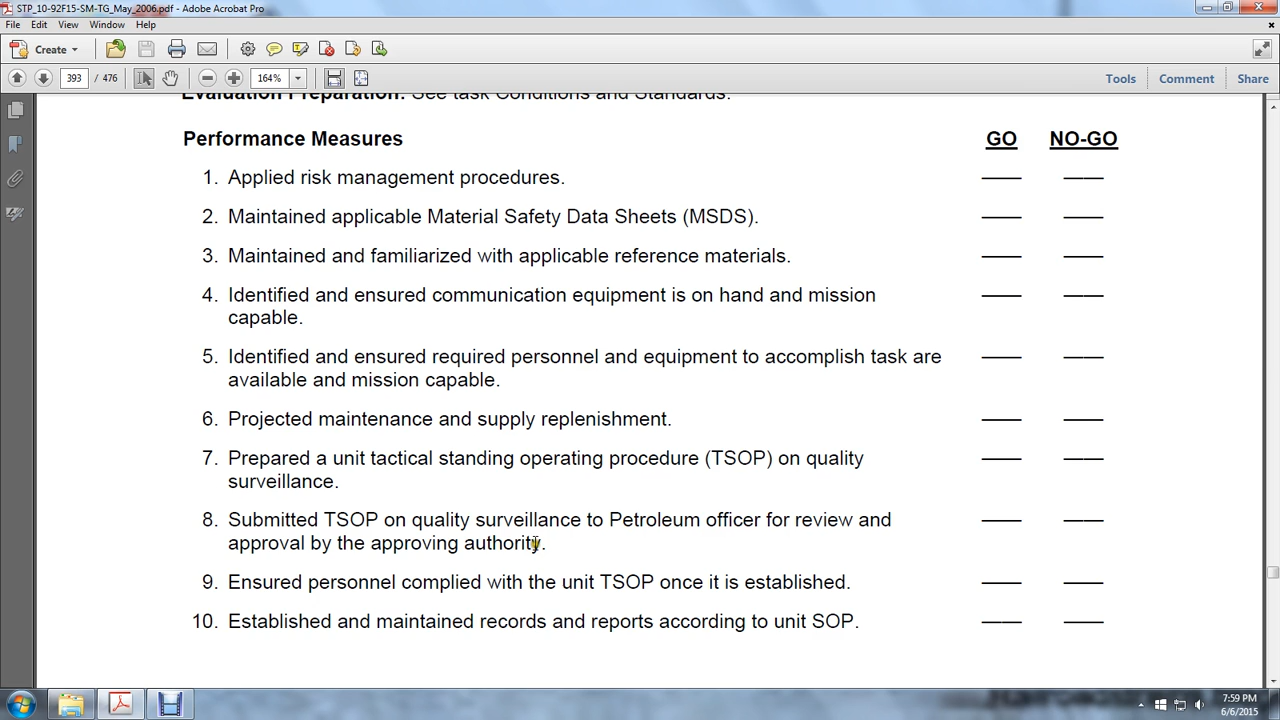 STP_10-92F15-SM-TG_May_2006.pdf - Adobe Acrobat Pro
File Edit View Window Help
Create
393 / 476 164% Tools Comment Share
Evaluation Preparation: See task Conditions and Standards.
Performance Measures GO NO-GO
1. Applied risk management procedures.
2. Maintained applicable Material Safety Data Sheets (MSDS).
3. Maintained and familiarized with applicable reference materials.
4. Identified and ensured communication equipment is on hand and mission
capable.
5. Identified and ensured required personnel and equipment to accomplish task are
available and mission capable.
6. Projected maintenance and supply replenishment.
7. Prepared a unit tactical standing operating procedure (TSOP) on quality
surveillance.
8. Submitted TSOP on quality surveillance to Petroleum officer for review and
approval by the approving authority.
9. Ensured personnel complied with the unit TSOP once it is established.
10. Established and maintained records and reports according to unit SOP.
7:59 PM
6/6/2015